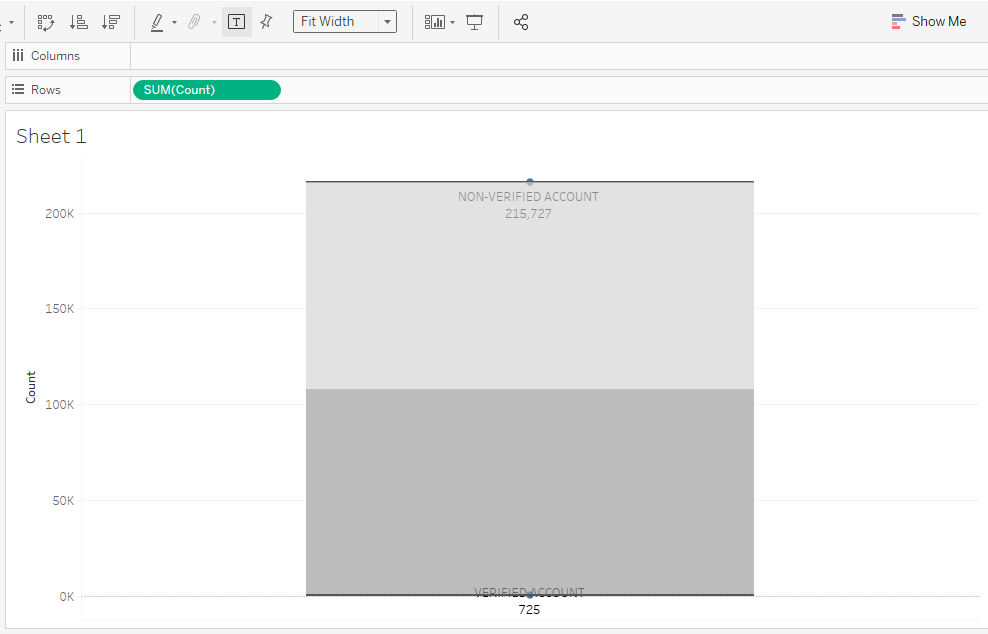 Fit Width
Show Me
Columns
Rows
SUM(Count)
Sheet 1
NON-VERIFIED ACCOUNT
215,727
200K
150K
Count
100K
50K
VERIFIED ACCOUNT
0K
725